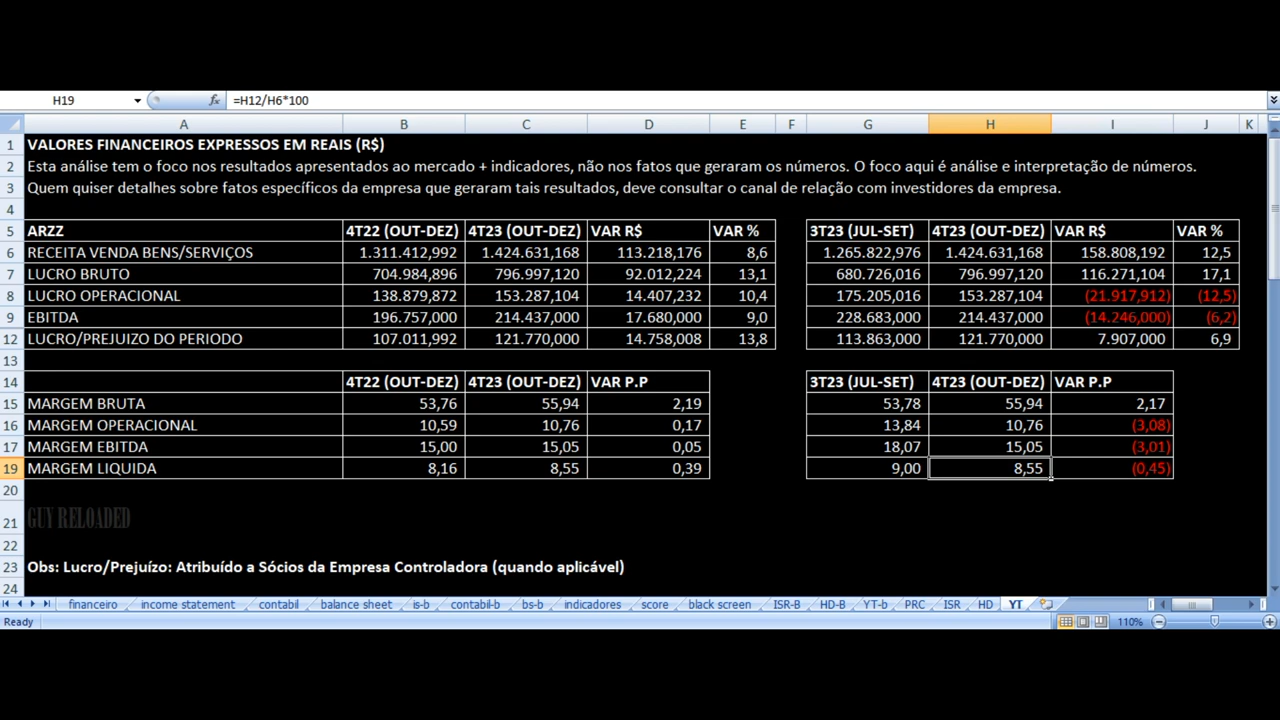 H19 fx =H12/H6*100
A B C D E F G H I J K
1 VALORES FINANCEIROS EXPRESSOS EM REAIS (R$)
2 Esta análise tem o foco nos resultados apresentados ao mercado + indicadores, não nos fatos que geraram os números. O foco aqui é análise e interpretação de números.
3 Quem quiser detalhes sobre fatos específicos da empresa que geraram tais resultados, deve consultar o canal de relação com investidores da empresa.
4
5 ARZZ 4T22 (OUT-DEZ) 4T23 (OUT-DEZ) VAR R$ VAR % 3T23 (JUL-SET) 4T23 (OUT-DEZ) VAR R$ VAR %
6 RECEITA VENDA BENS/SERVIÇOS 1.311.412,992 1.424.631,168 113.218,176 8,6 1.265.822,976 1.424.631,168 158.808,192 12,5
7 LUCRO BRUTO 704.984,896 796.997,120 92.012,224 13,1 680.726,016 796.997,120 116.271,104 17,1
8 LUCRO OPERACIONAL 138.879,872 153.287,104 14.407,232 10,4 175.205,016 153.287,104 (21.917,912) (12,5)
9 EBITDA 196.757,000 214.437,000 17.680,000 9,0 228.683,000 214.437,000 (14.246,000) (6,2)
12 LUCRO/PREJUIZO DO PERIODO 107.011,992 121.770,000 14.758,008 13,8 113.863,000 121.770,000 7.907,000 6,9
13
14 4T22 (OUT-DEZ) 4T23 (OUT-DEZ) VAR P.P 3T23 (JUL-SET) 4T23 (OUT-DEZ) VAR P.P
15 MARGEM BRUTA 53,76 55,94 2,19 53,78 55,94 2,17
16 MARGEM OPERACIONAL 10,59 10,76 0,17 13,84 10,76 (3,08)
17 MARGEM EBITDA 15,00 15,05 0,05 18,07 15,05 (3,01)
19 MARGEM LIQUIDA 8,16 8,55 0,39 9,00 8,55 (0,45)
20
21 GUY RELOADED
22
23 Obs: Lucro/Prejuízo: Atribuído a Sócios da Empresa Controladora (quando aplicável)
24
financeiro income statement contabil balance sheet is-b contabil-b bs-b indicadores score black screen ISR-B HD-B YT-b PRC ISR HD YT
Ready 110%